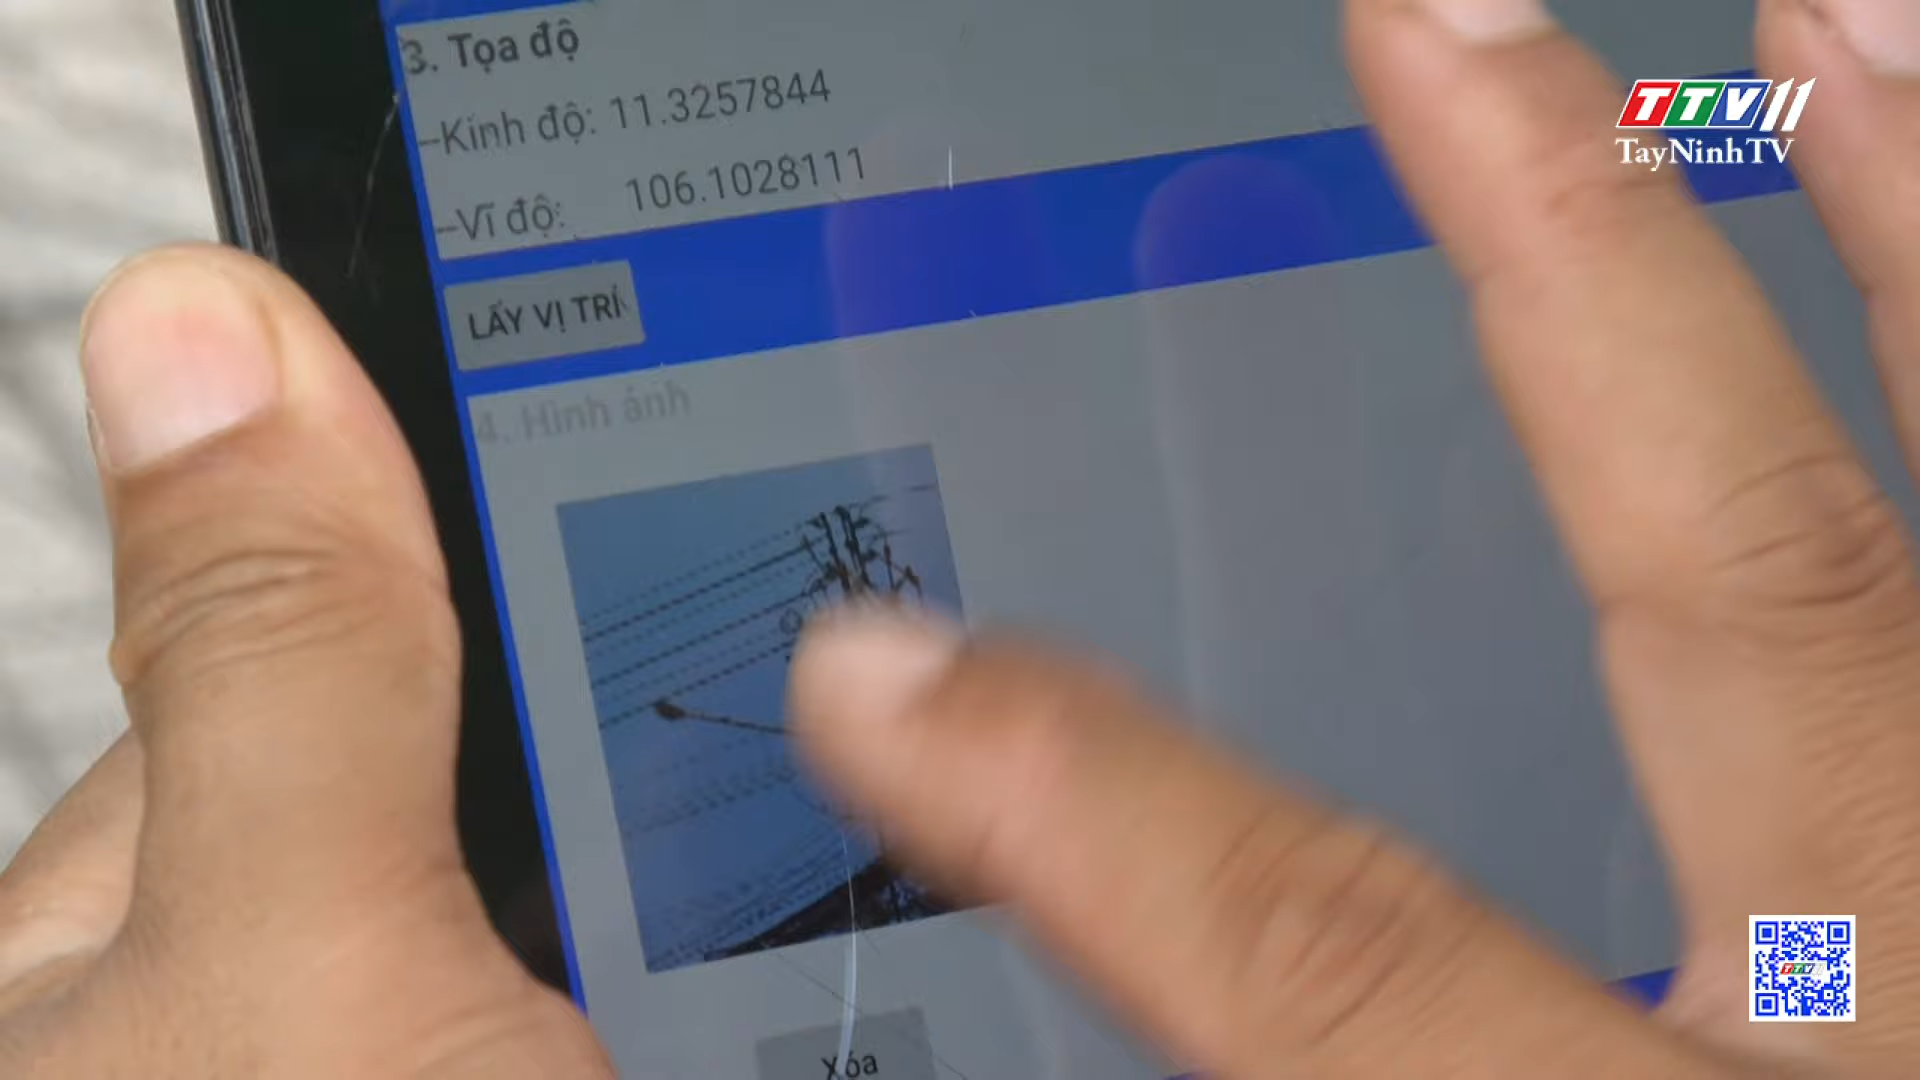 3. Tọa độ
--Kinh độ: 11.3257844
--Vĩ độ: 106.1028111
LẤY VỊ TRÍ
4. Hình ảnh
Xóa
TTV11
TayNinhTV
TTV11